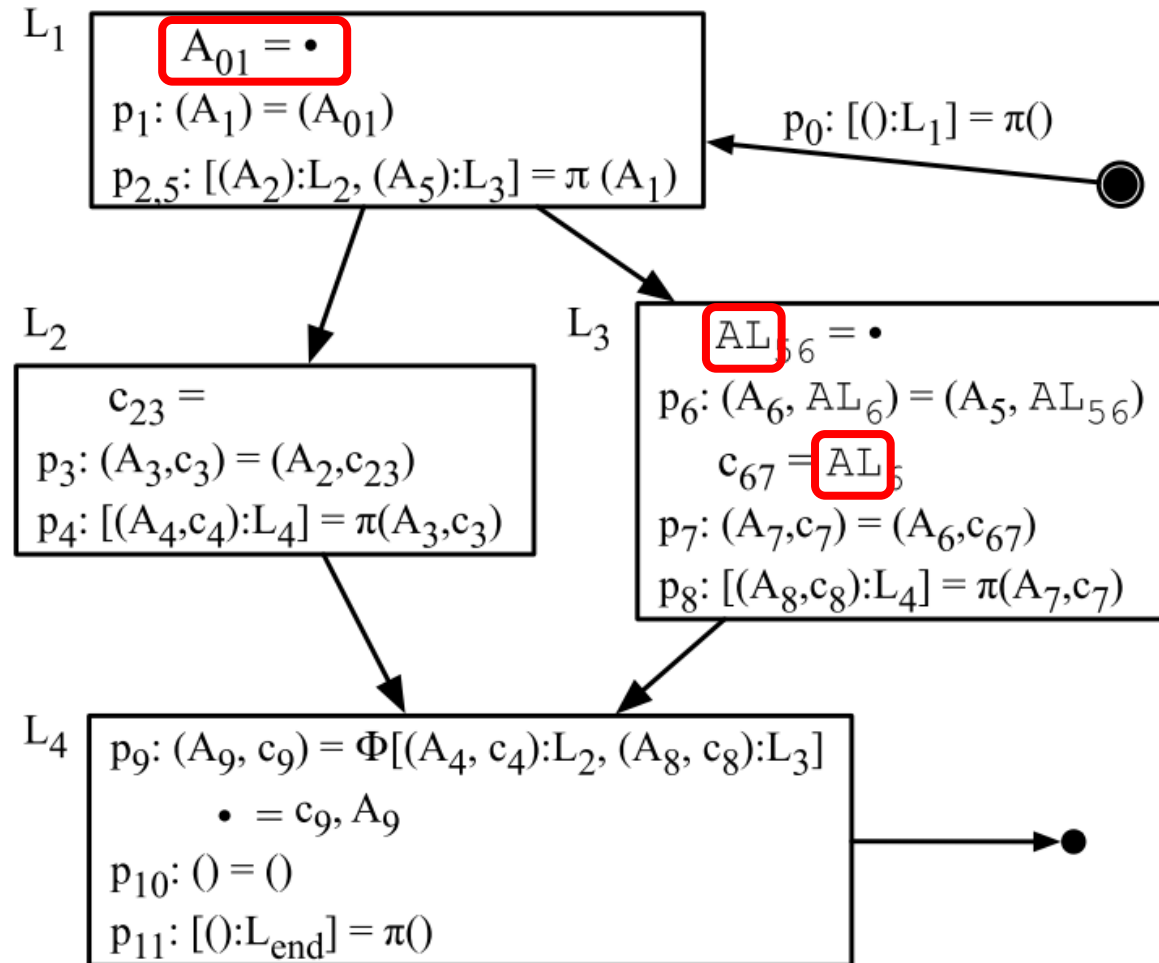 L₁
A₀₁ = •
p₁: (A₁) = (A₀₁)
p₂,₅: [(A₂):L₂, (A₅):L₃] = π (A₁)
p₀: [():L₁] = π()
L₂
c₂₃ =
p₃: (A₃,c₃) = (A₂,c₂₃)
p₄: [(A₄,c₄):L₄] = π(A₃,c₃)
L₃
AL₅₆ = •
p₆: (A₆, AL₆) = (A₅, AL₅₆)
c₆₇ = AL₆
p₇: (A₇,c₇) = (A₆,c₆₇)
p₈: [(A₈,c₈):L₄] = π(A₇,c₇)
L₄
p₉: (A₉, c₉) = Φ[(A₄, c₄):L₂, (A₈, c₈):L₃]
• = c₉, A₉
p₁₀: () = ()
p₁₁: [():Lend] = π()